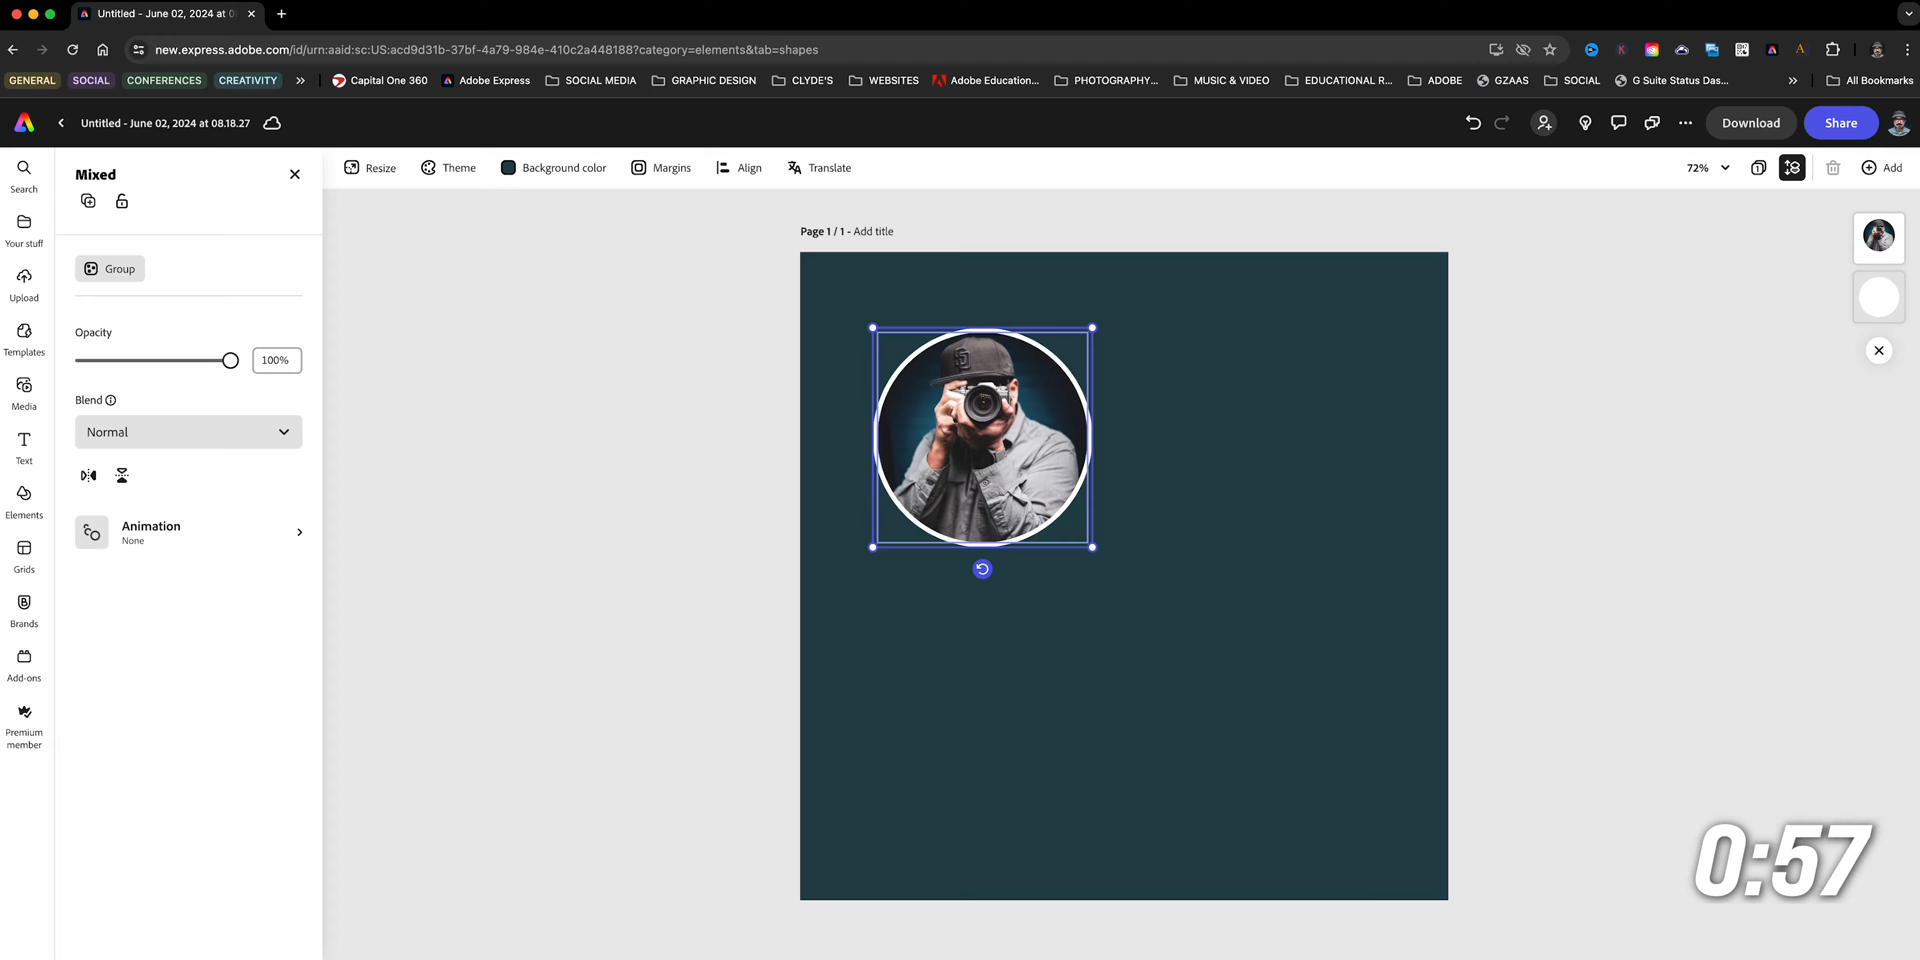 Untitled - June 02, 2024 at 0
new.express.adobe.com/id/urn:aaid:sc:US:acd9d31b-37bf-4a79-984e-410c2a448188?category=elements&tab=shapes
GENERAL SOCIAL CONFERENCES CREATIVITY » Capital One 360 Adobe Express SOCIAL MEDIA GRAPHIC DESIGN CLYDE'S WEBSITES Adobe Education... PHOTOGRAPHY... MUSIC & VIDEO EDUCATIONAL R... ADOBE GZAAS SOCIAL G Suite Status Das... » All Bookmarks
Untitled - June 02, 2024 at 08.18.27 Download Share
Search
Your stuff
Upload
Templates
Media
Text
Elements
Grids
Brands
Add-ons
Premium
member
Mixed
Group
Opacity
100%
Blend
Normal
Animation
None
Resize Theme Background color Margins Align Translate 72% 1 Add
Page 1 / 1 - Add title
SD
0:57